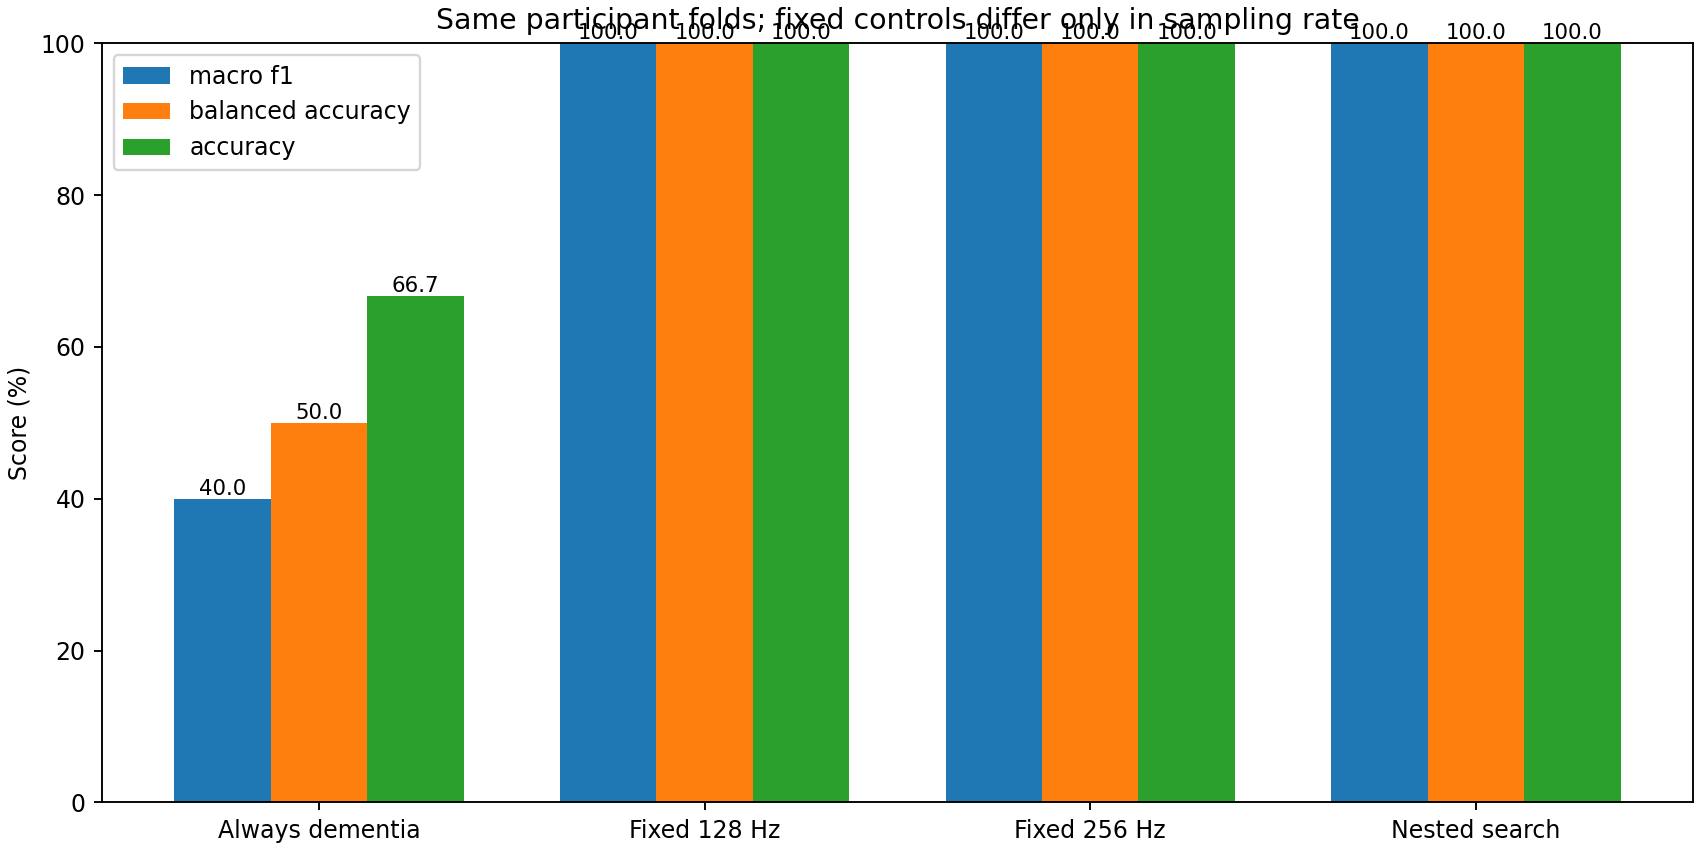 Same participant folds; fixed controls differ only in sampling rate
100.0 100.0 100.0 100.0 100.0 100.0 100.0 100.0 100.0
100
macro f1
balanced accuracy
accuracy
80
66.7
60
50.0
40.0
40
20
0
Score (%)
Always dementia Fixed 128 Hz Fixed 256 Hz Nested search